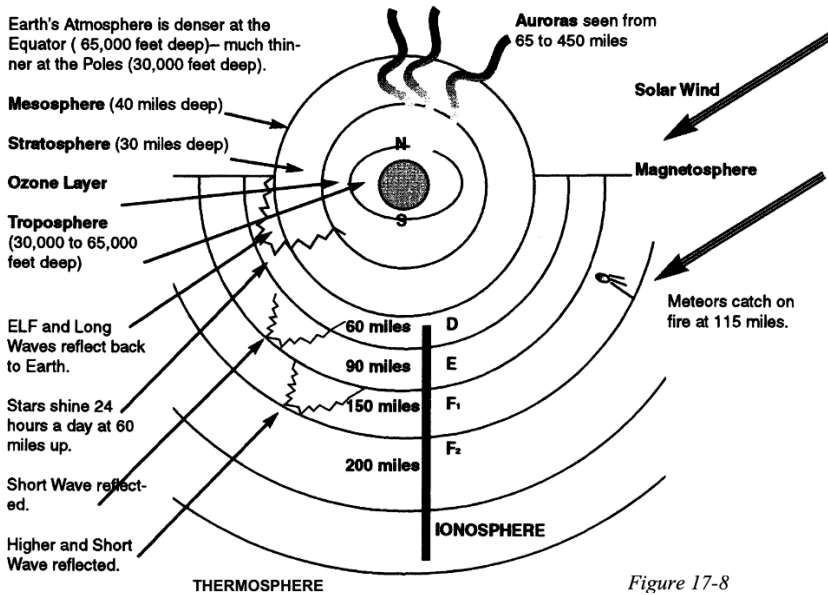 Earth's Atmosphere is denser at the
Equator ( 65,000 feet deep)– much thin-
ner at the Poles (30,000 feet deep).
Mesosphere (40 miles deep)
Stratosphere (30 miles deep)
Ozone Layer
Troposphere
(30,000 to 65,000
feet deep)
ELF and Long
Waves reflect back
to Earth.
Stars shine 24
hours a day at 60
miles up.
Short Wave reflect-
ed.
Higher and Short
Wave reflected.
THERMOSPHERE
N
S
60 miles D
90 miles E
150 miles F1
200 miles F2
IONOSPHERE
Auroras seen from
65 to 450 miles
Solar Wind
Magnetosphere
Meteors catch on
fire at 115 miles.
Figure 17-8